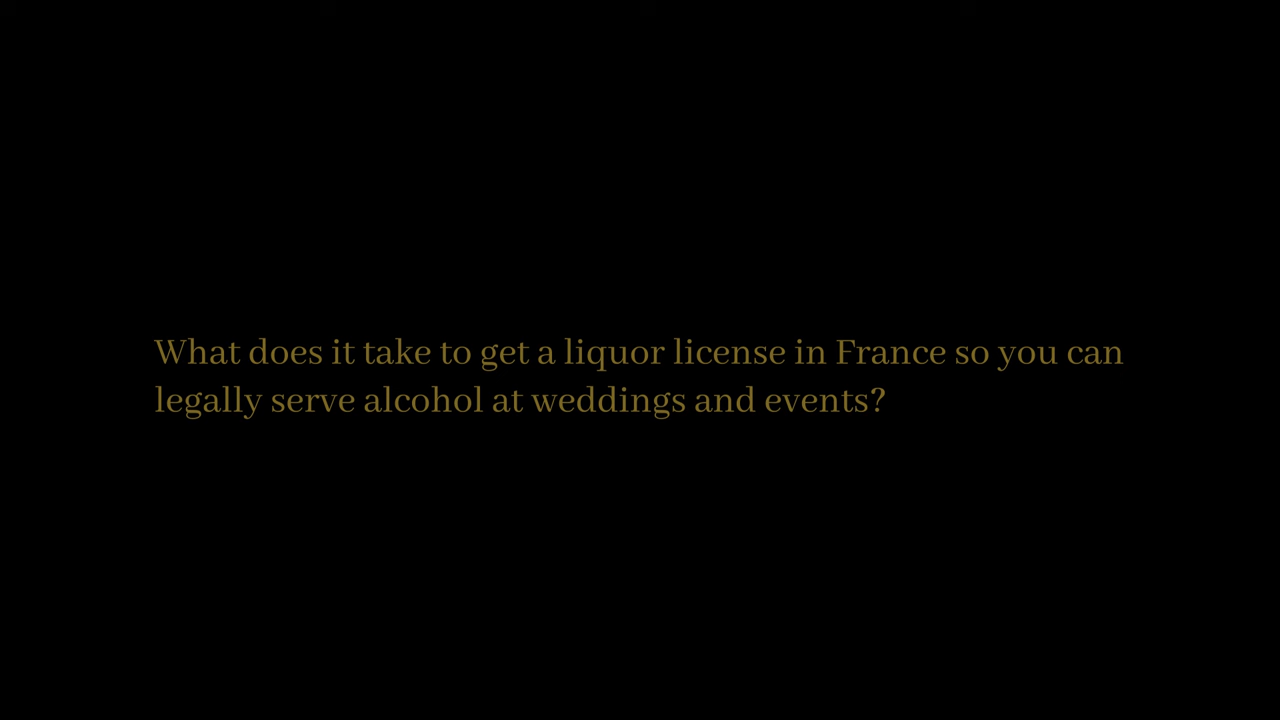 What does it take to get a liquor license in France so you can
legally serve alcohol at weddings and events?